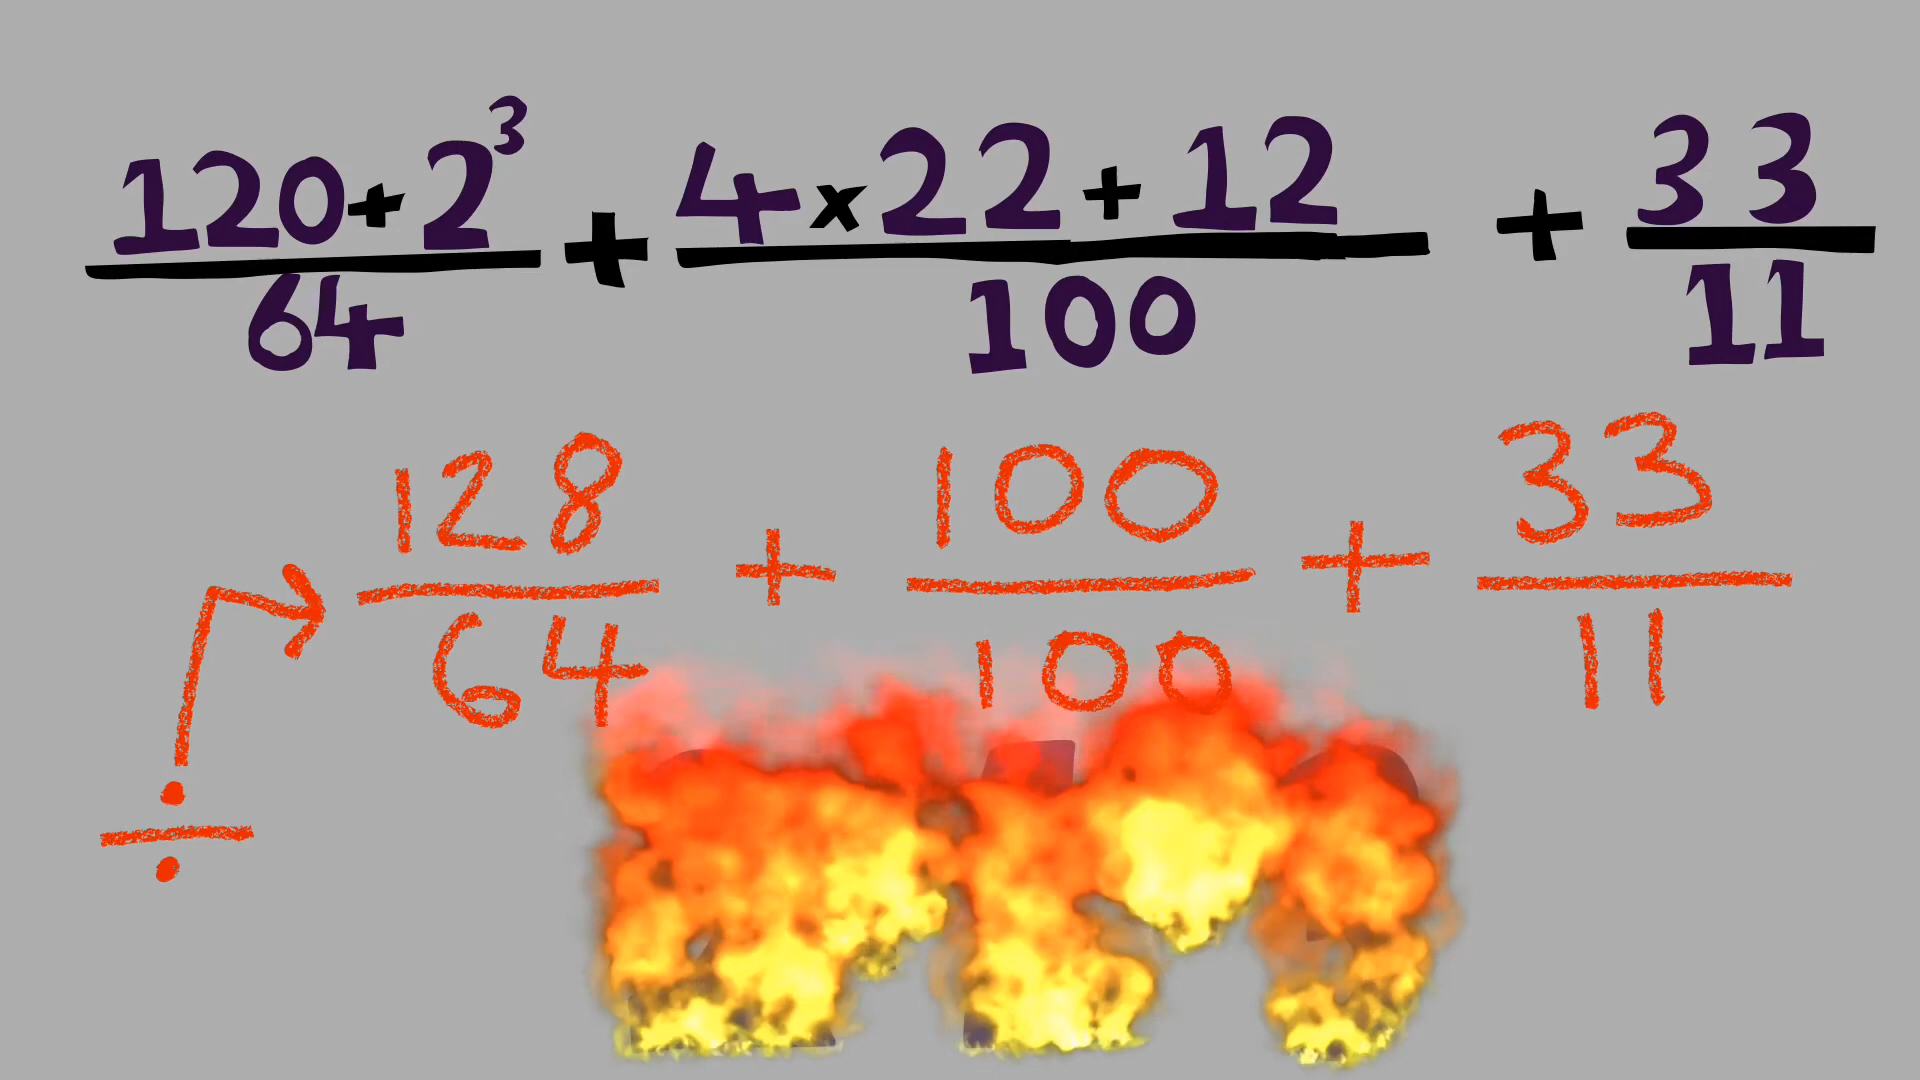 120+2³/64 + 4×22+12/100 + 33/11
128/64 + 100/100 + 33/11
÷